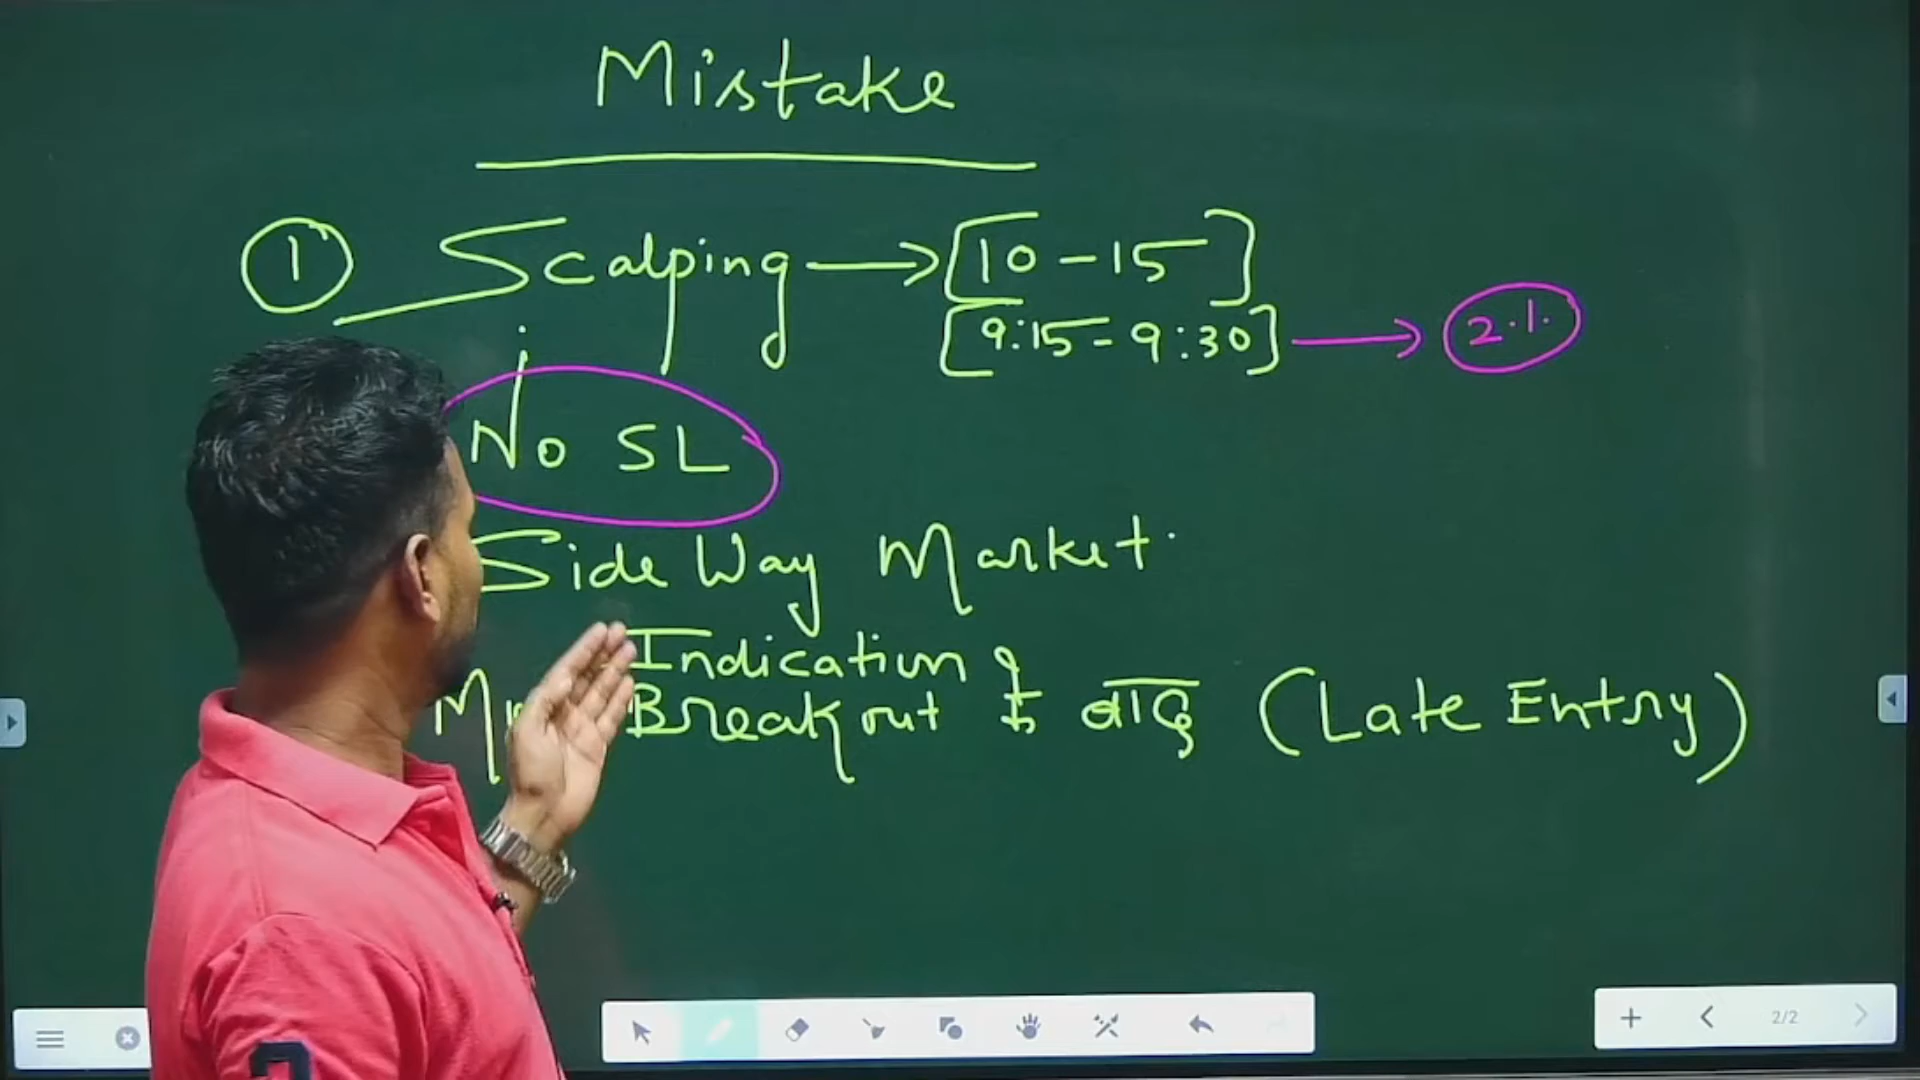 Mistake
1 Scalping → [10 - 15]
[9:15 - 9:30] → 2%
No SL
Side Way Market.
Indication &
Breakout के बाद (Late Entry)
2/2